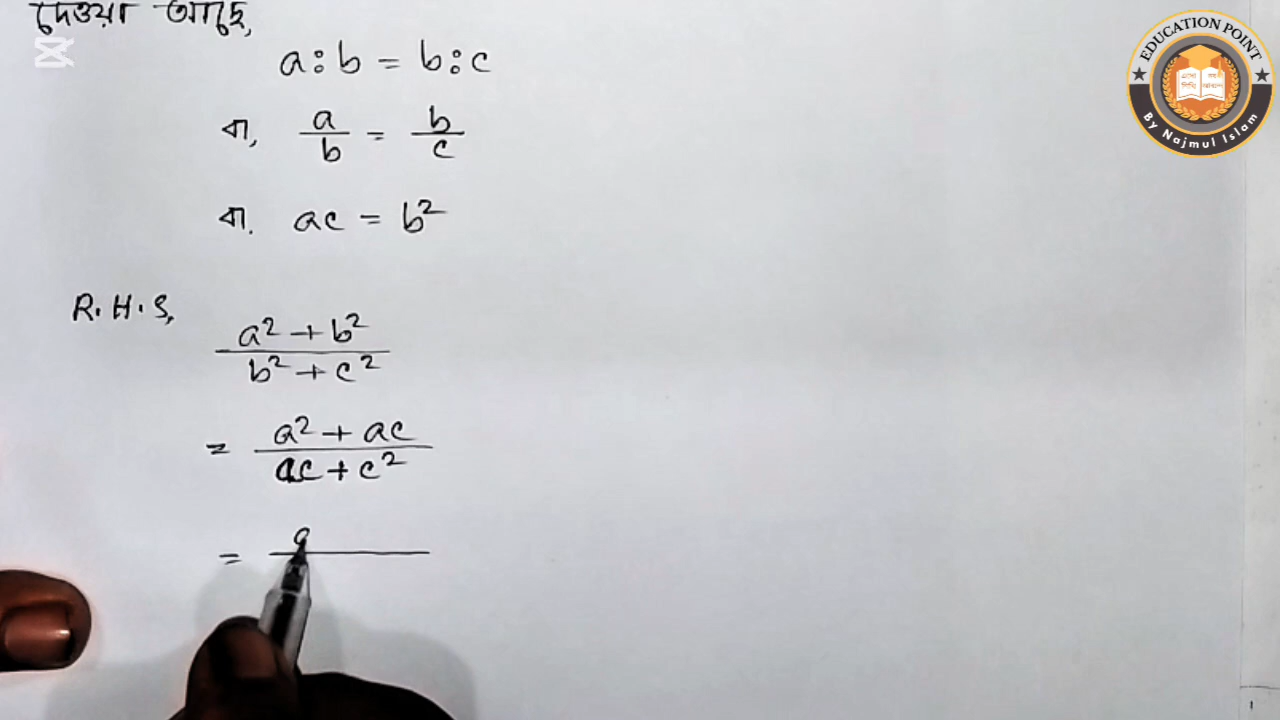 দেওয়া আছে,
a:b = b:c
বা, a/b = b/c
বা. ac = b²
R.H.S,
a² + b² / b² + c²
= a² + ac / ac + c²
= a
EDUCATION POINT
By Najmul Islam